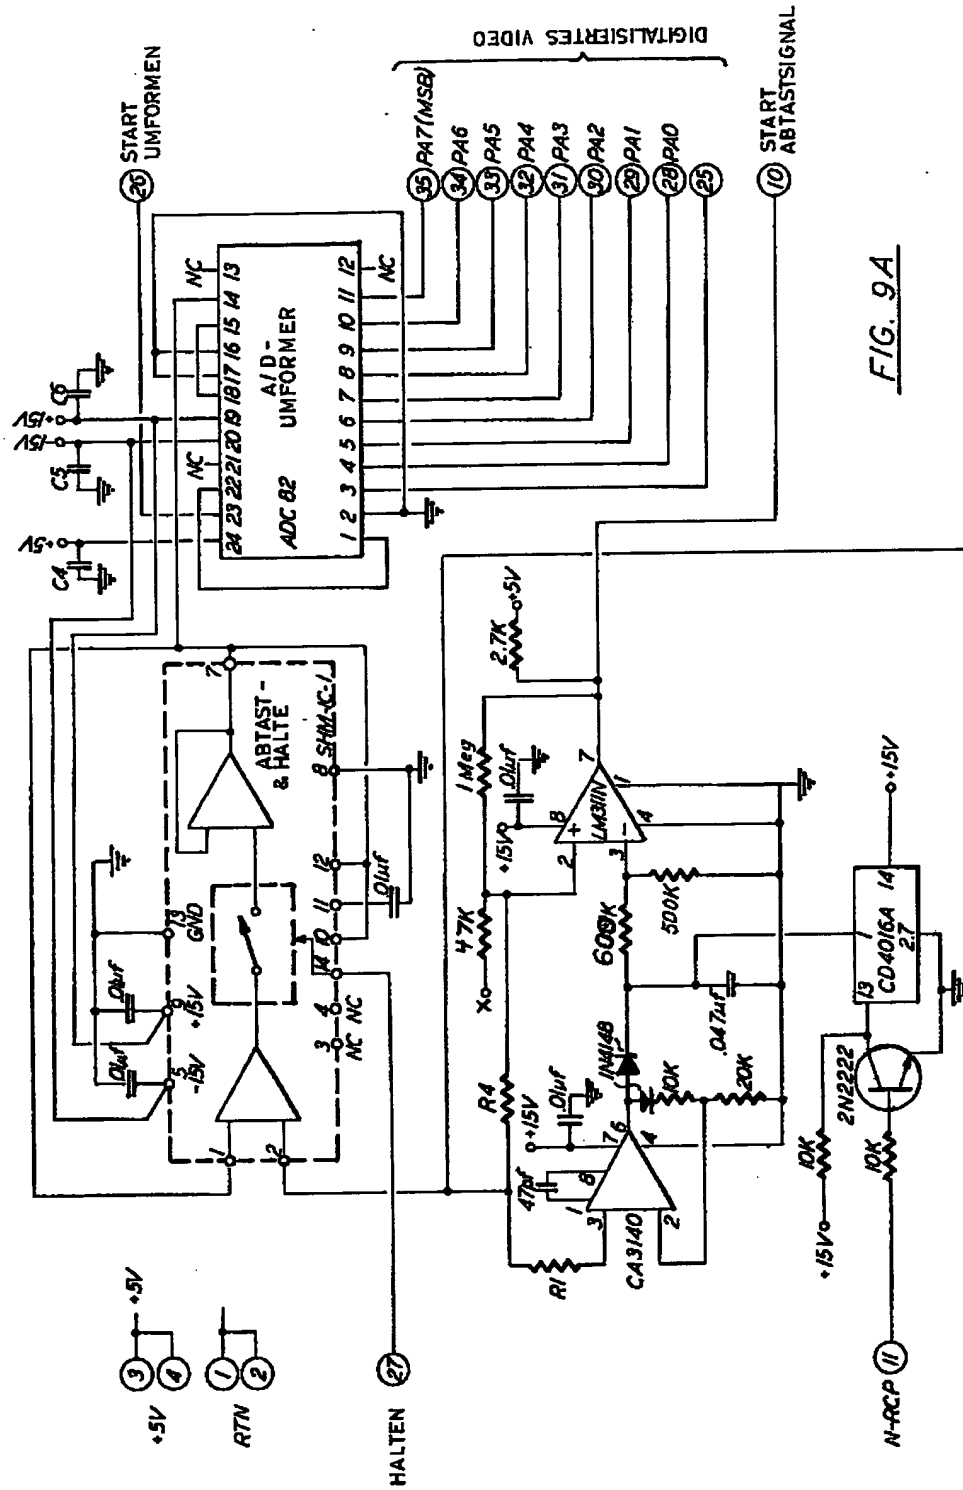 +5V
3
4
+5V
RTN
1
2
HALTEN
27
1
2
5
-15V
9
+15V
13
GND
.01uf
.01uf
3
NC
4
NC
14
10
11
12
8
7
.01uf
ABTAST-
& HALTE
SHM-IC-1
+5V
C4
C5
-15V
+15V
C6
24 23 22 21 20 19 18 17 16 15 14 13
NC
NC
ADC 82
A/D-
UMFORMER
1 2 3 4 5 6 7 8 9 10 11 12
NC
26
START
UMFORMEN
35 PA7(MSB)
34 PA6
33 PA5
32 PA4
31 PA3
30 PA2
29 PA1
28 PA0
25
DIGITALISIERTES VIDEO
10
START
ABTASTSIGNAL
R1
R4
47pf
1
8
3
2
7
6
4
CA3140
+15V
.01uf
1N4148
10K
20K
X
47K
1 Meg
600K
500K
.047uf
+15V
.01uf
8
2
+
3
-
LM311N
7
1
4
2.7K
+5V
N-RCP
11
10K
+15V
10K
2N2222
13
1
CD4016A
2.7
14
+15V
FIG. 9A